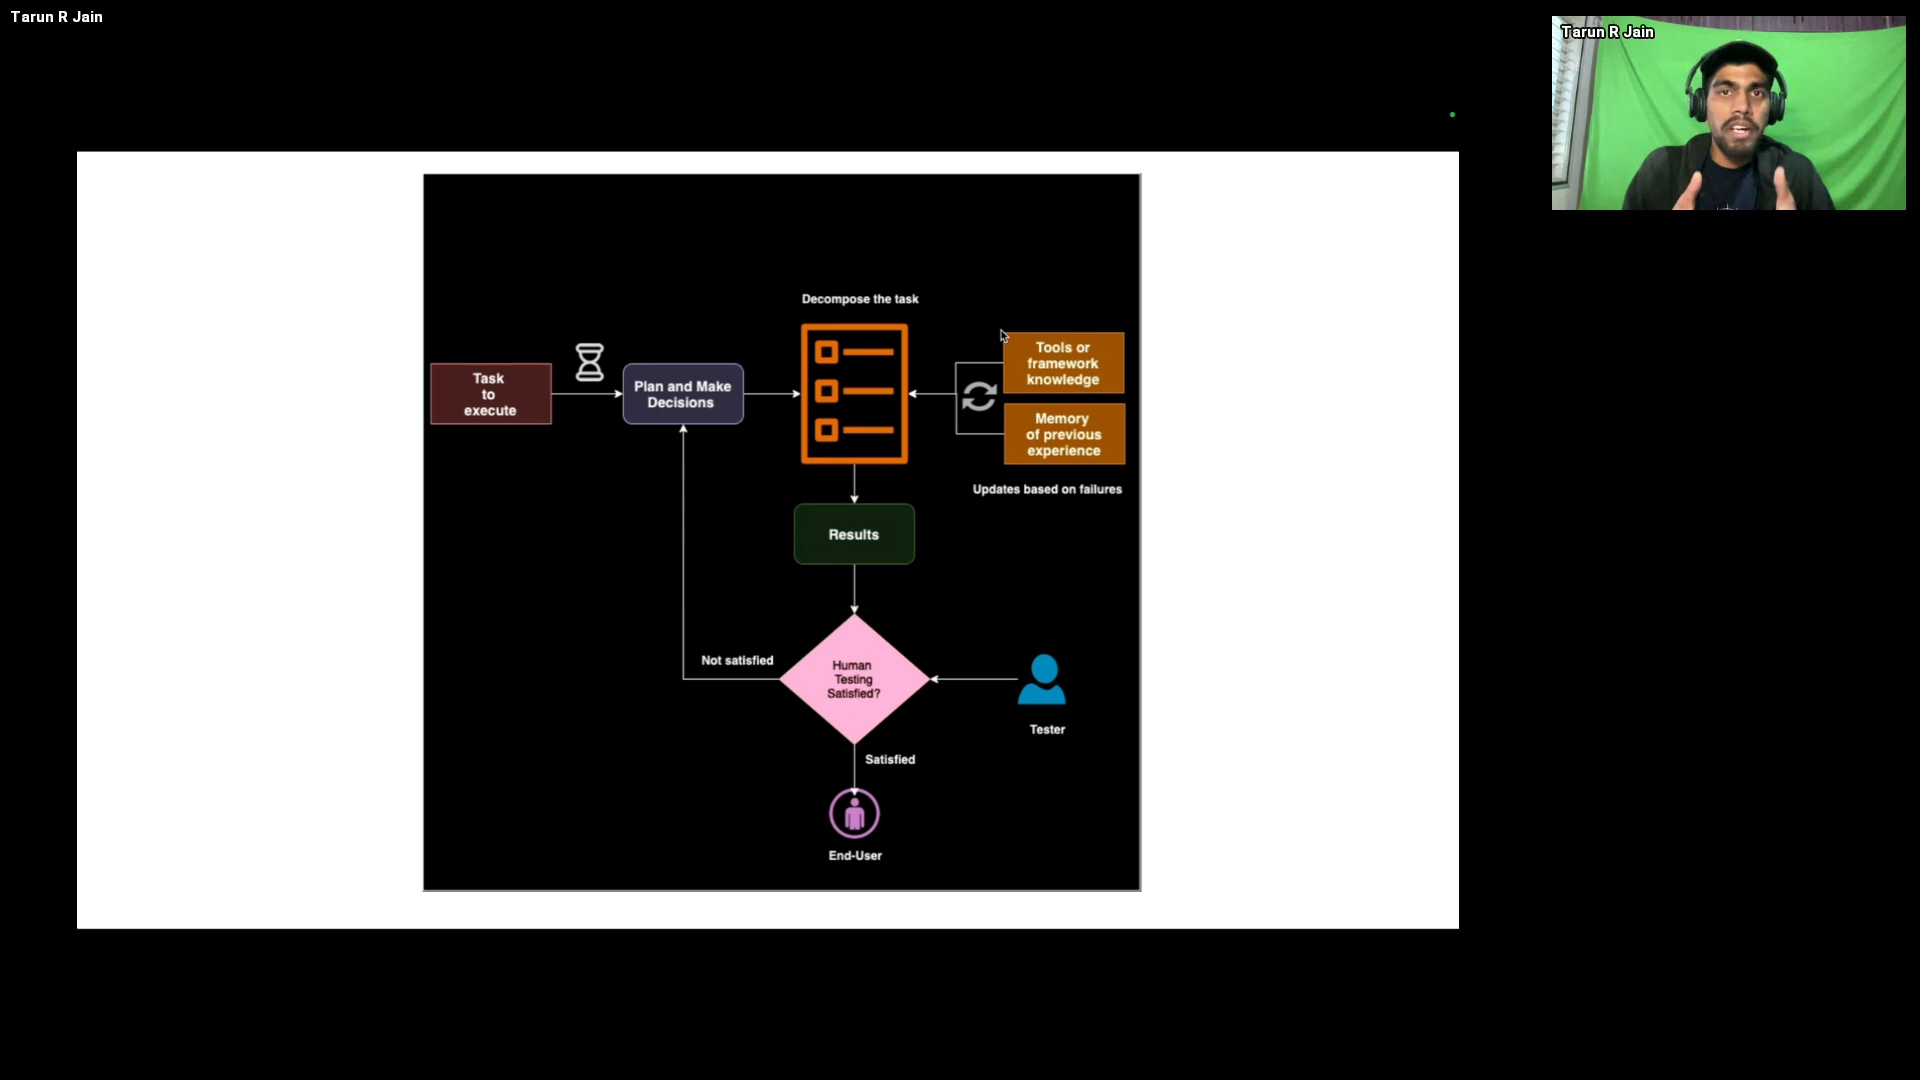 Tarun R Jain
Tarun R Jain
Decompose the task
Task
to
execute
Plan and Make
Decisions
Tools or
framework
knowledge
Memory
of previous
experience
Updates based on failures
Results
Not satisfied
Human
Testing
Satisfied?
Tester
Satisfied
End-User